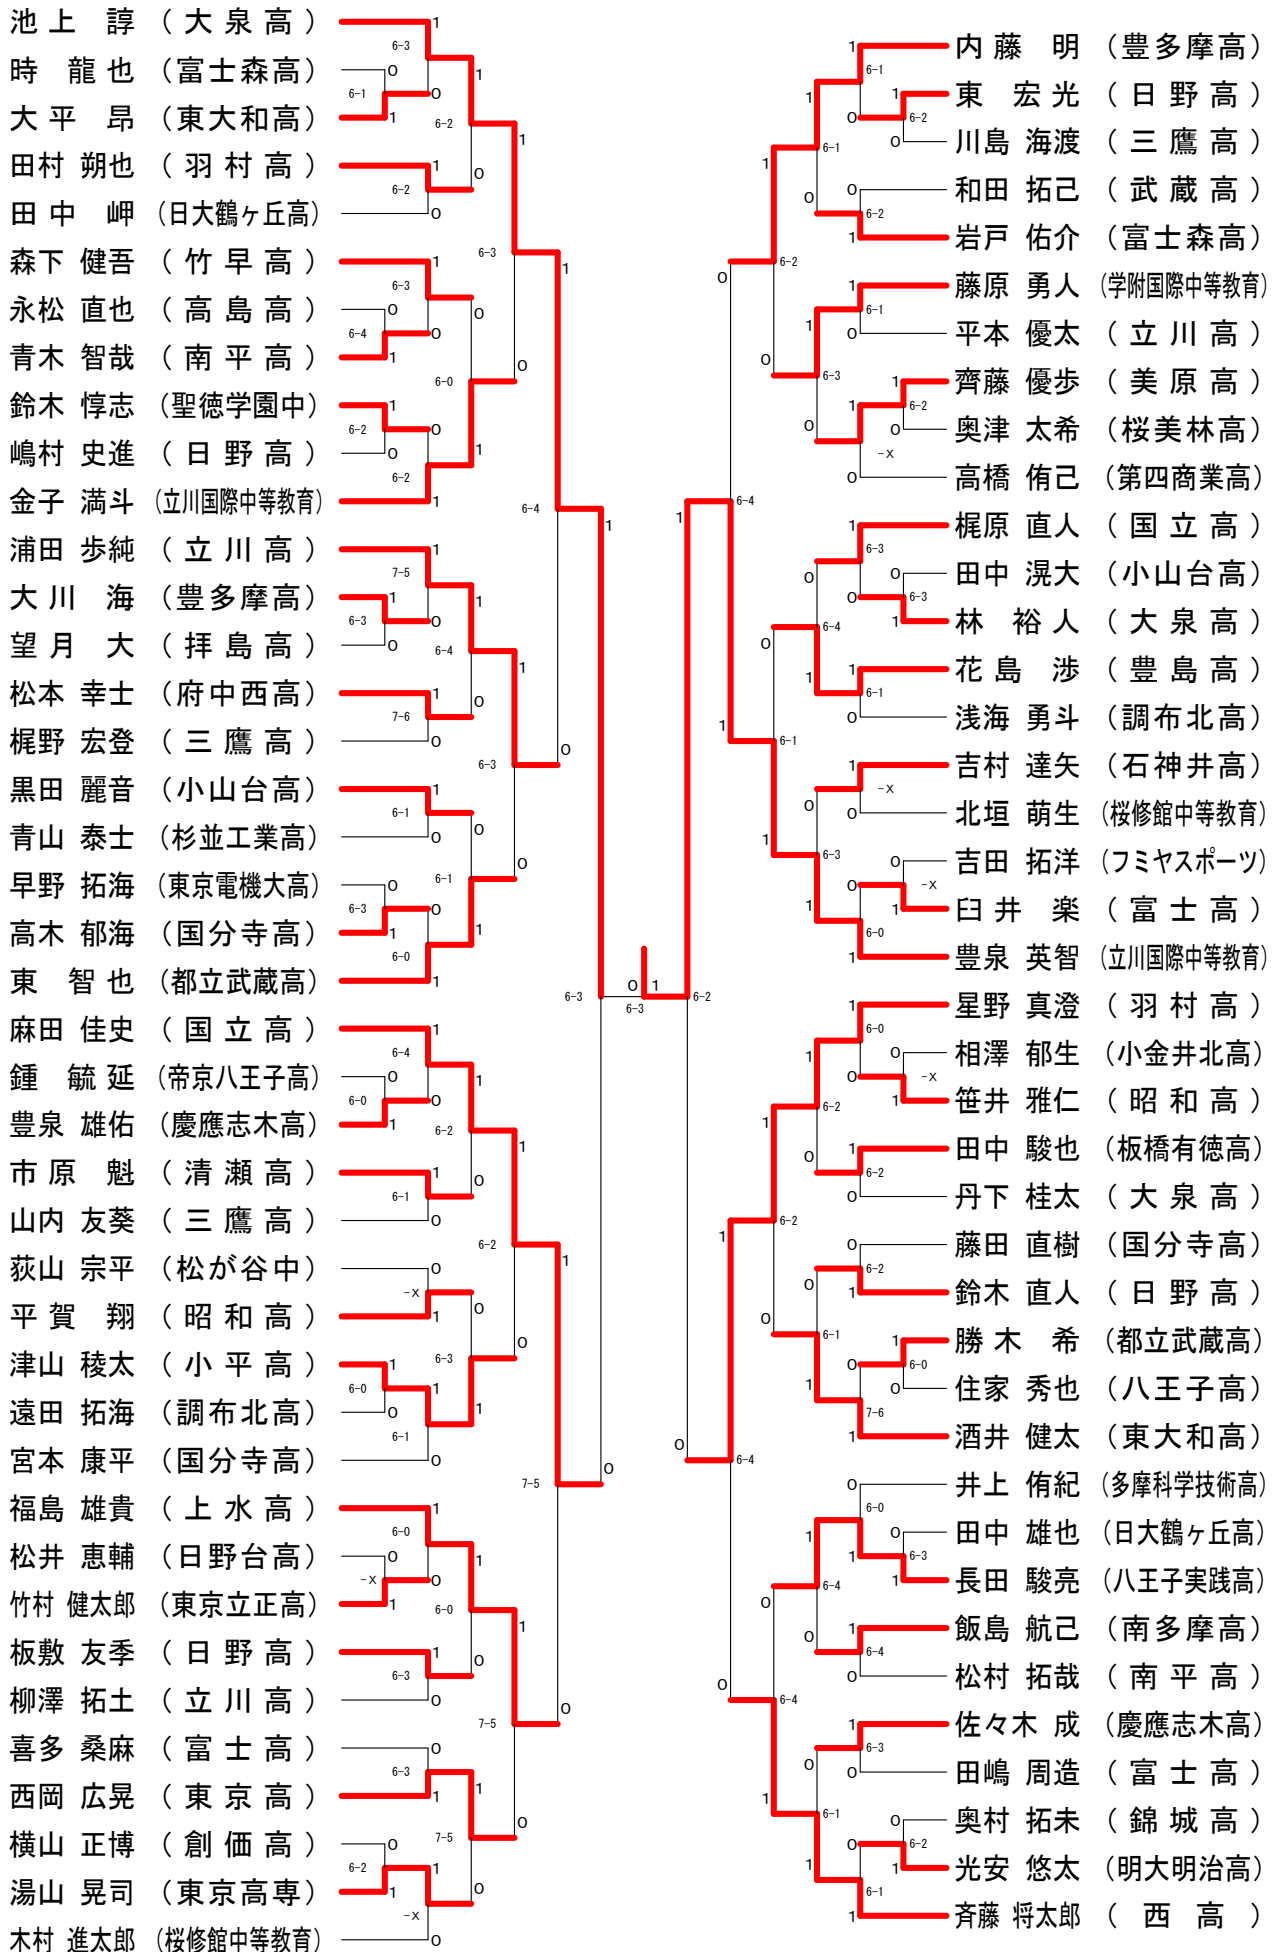 池上 諄 （ 大 泉 高 ）
時 龍也 （富士森高）
大平 昂 （東大和高）
田村 朔也 （ 羽 村 高 ）
田中 岬 （日大鶴ヶ丘高）
森下 健吾 （ 竹 早 高 ）
永松 直也 （ 高 島 高 ）
青木 智哉 （ 南 平 高 ）
鈴木 惇志 （聖徳学園中）
嶋村 史進 （ 日 野 高 ）
金子 満斗 （立川国際中等教育）
浦田 歩純 （ 立 川 高 ）
大川 海 （豊多摩高）
望月 大 （ 拝 島 高 ）
松本 幸士 （府中西高）
梶野 宏登 （ 三 鷹 高 ）
黒田 麗音 （小山台高）
青山 泰士 （杉並工業高）
早野 拓海 （東京電機大高）
高木 郁海 （国分寺高）
東 智也 （都立武蔵高）
麻田 佳史 （ 国 立 高 ）
鍾 毓延 （帝京八王子高）
豊泉 雄佑 （慶應志木高）
市原 魁 （ 清 瀬 高 ）
山内 友葵 （ 三 鷹 高 ）
荻山 宗平 （松が谷中）
平賀 翔 （ 昭 和 高 ）
津山 稜太 （ 小 平 高 ）
遠田 拓海 （調布北高）
宮本 康平 （国分寺高）
福島 雄貴 （ 上 水 高 ）
松井 恵輔 （日野台高）
竹村 健太郎 （東京立正高）
板敷 友季 （ 日 野 高 ）
柳澤 拓士 （ 立 川 高 ）
喜多 桑麻 （ 富 士 高 ）
西岡 広晃 （ 東 京 高 ）
横山 正博 （ 創 価 高 ）
湯山 晃司 （東京高専）
木村 進太郎 （桜修館中等教育）
内藤 明 （豊多摩高）
東 宏光 （ 日 野 高 ）
川島 海渡 （ 三 鷹 高 ）
和田 拓己 （ 武 蔵 高 ）
岩戸 佑介 （富士森高）
藤原 勇人 （学附国際中等教育）
平本 優太 （ 立 川 高 ）
齊藤 優歩 （ 美 原 高 ）
奥津 太希 （桜美林高）
高橋 侑己 （第四商業高）
梶原 直人 （ 国 立 高 ）
田中 滉大 （小山台高）
林 裕人 （ 大 泉 高 ）
花島 渉 （ 豊 島 高 ）
浅海 勇斗 （調布北高）
吉村 達矢 （石神井高）
北垣 萌生 （桜修館中等教育）
吉田 拓洋 （フミヤスポーツ）
臼井 楽 （ 富 士 高 ）
豊泉 英智 （立川国際中等教育）
星野 真澄 （ 羽 村 高 ）
相澤 郁生 （小金井北高）
笹井 雅仁 （ 昭 和 高 ）
田中 駿也 （板橋有徳高）
丹下 桂太 （ 大 泉 高 ）
藤田 直樹 （国分寺高）
鈴木 直人 （ 日 野 高 ）
勝木 希 （都立武蔵高）
住家 秀也 （八王子高）
酒井 健太 （東大和高）
井上 侑紀 （多摩科学技術高）
田中 雄也 （日大鶴ヶ丘高）
長田 駿亮 （八王子実践高）
飯島 航己 （南多摩高）
松村 拓哉 （ 南 平 高 ）
佐々木 成 （慶應志木高）
田嶋 周造 （ 富 士 高 ）
奥村 拓未 （ 錦 城 高 ）
光安 悠太 （明大明治高）
斉藤 将太郎 （ 西 高 ）